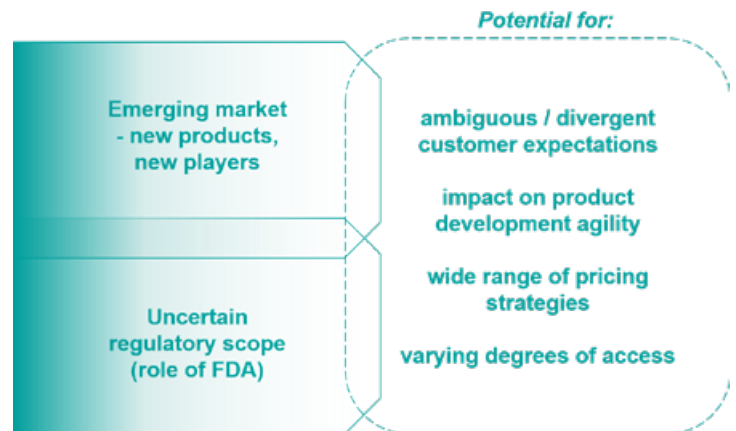 Potential for:
Emerging market
- new products,
new players
Uncertain
regulatory scope
(role of FDA)
ambiguous / divergent
customer expectations
impact on product
development agility
wide range of pricing
strategies
varying degrees of access